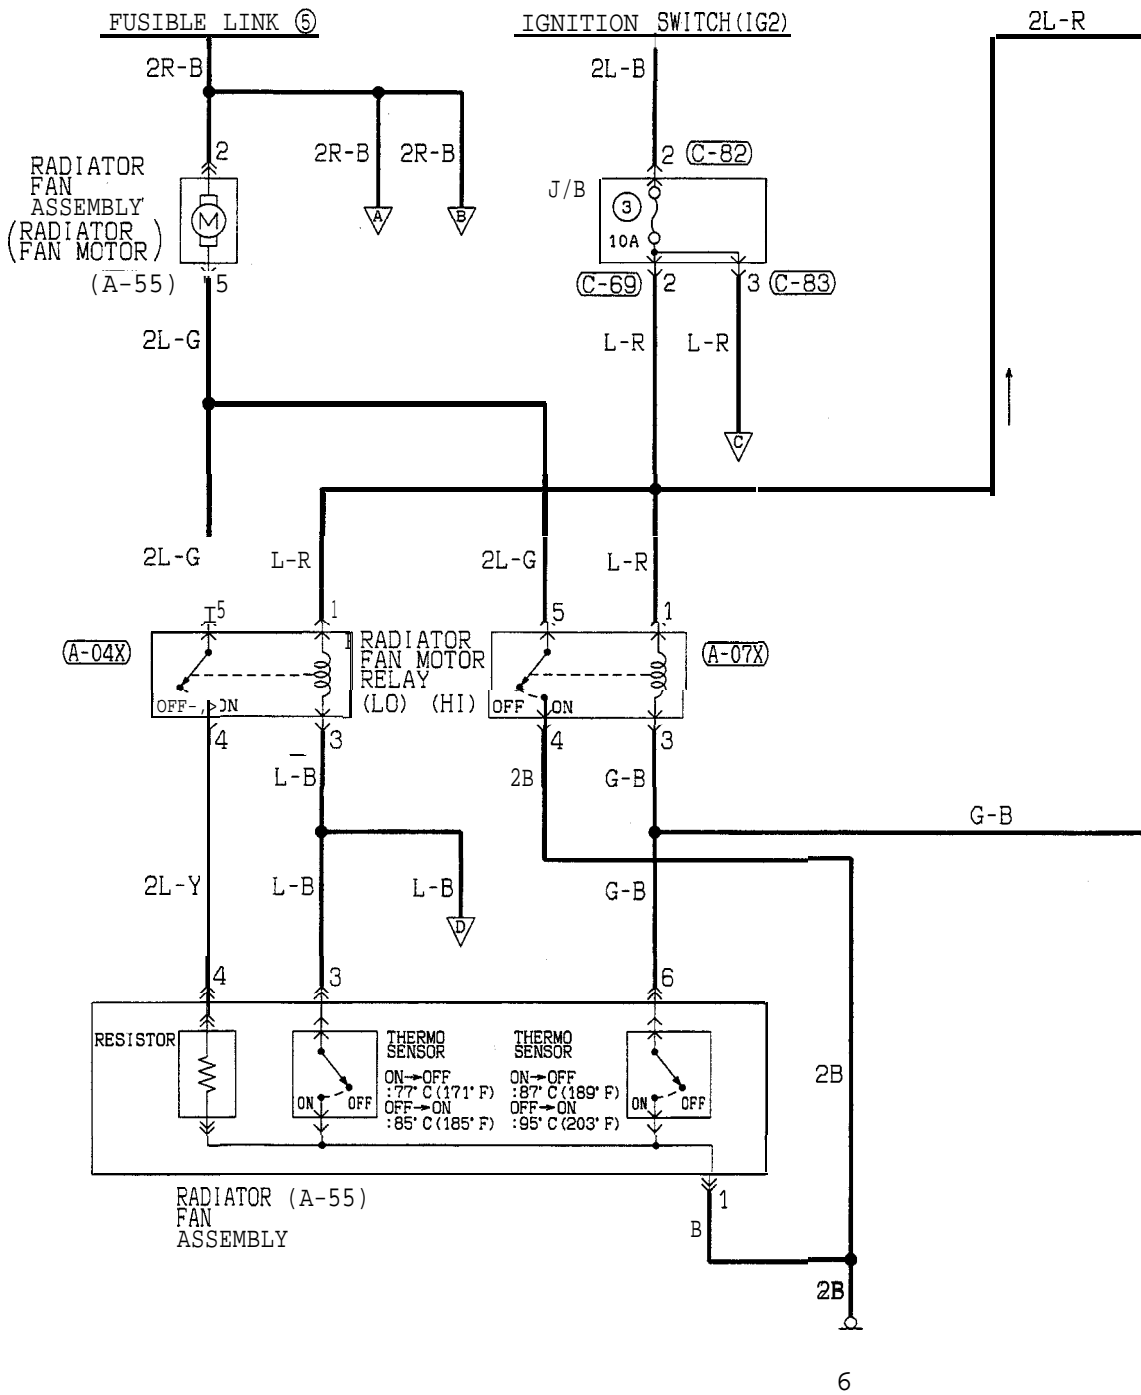 FUSIBLE LINK ⑤
IGNITION SWITCH(IG2)
2L-R
2R-B
2L-B
2
2R-B
2R-B
2
C-82
RADIATOR
FAN
ASSEMBLY
(RADIATOR
FAN MOTOR)
M
A
B
J/B
③
10A
(A-55)
5
C-69
2
3
C-83
2L-G
L-R
L-R
C
2L-G
L-R
2L-G
L-R
5
1
5
1
A-04X
RADIATOR
FAN MOTOR
RELAY
(LO) (HI)
A-07X
OFF
ON
OFF
ON
4
3
4
3
L-B
2B
G-B
G-B
2L-Y
L-B
L-B
G-B
D
4
3
6
RESISTOR
THERMO
SENSOR
ON→OFF
:77°C(171°F)
OFF→ON
:85°C(185°F)
THERMO
SENSOR
ON→OFF
:87°C(189°F)
OFF→ON
:95°C(203°F)
ON
OFF
ON
OFF
2B
RADIATOR (A-55)
FAN
ASSEMBLY
1
B
2B
6